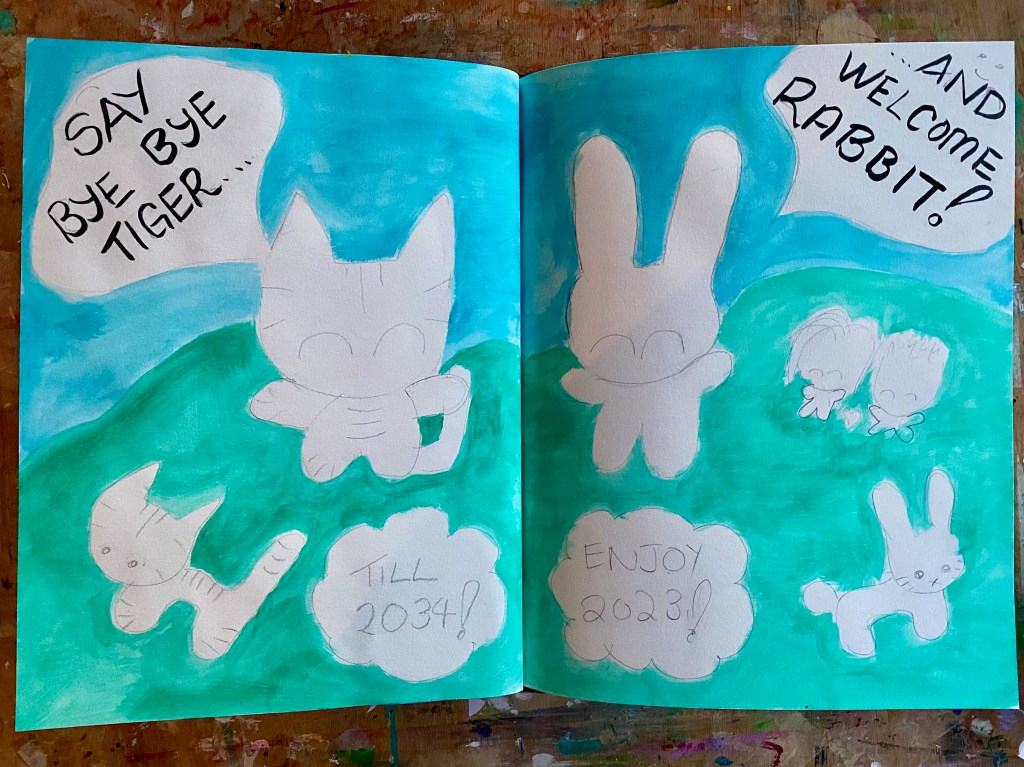 SAY
BYE BYE
TIGER....
...AND
WELCOME
RABBIT!
TILL
2034!
ENJOY
2023!